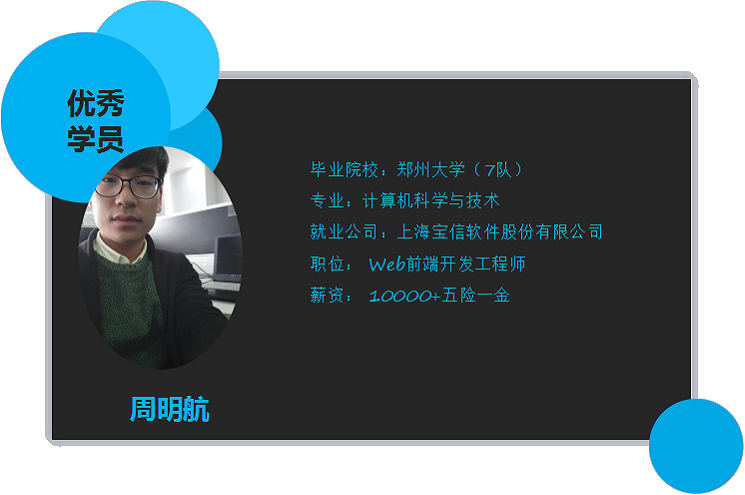 优秀
学员
毕业院校：郑州大学（7队）
专业：计算机科学与技术
就业公司：上海宝信软件股份有限公司
职位： Web前端开发工程师
薪资： 10000+五险一金
周明航